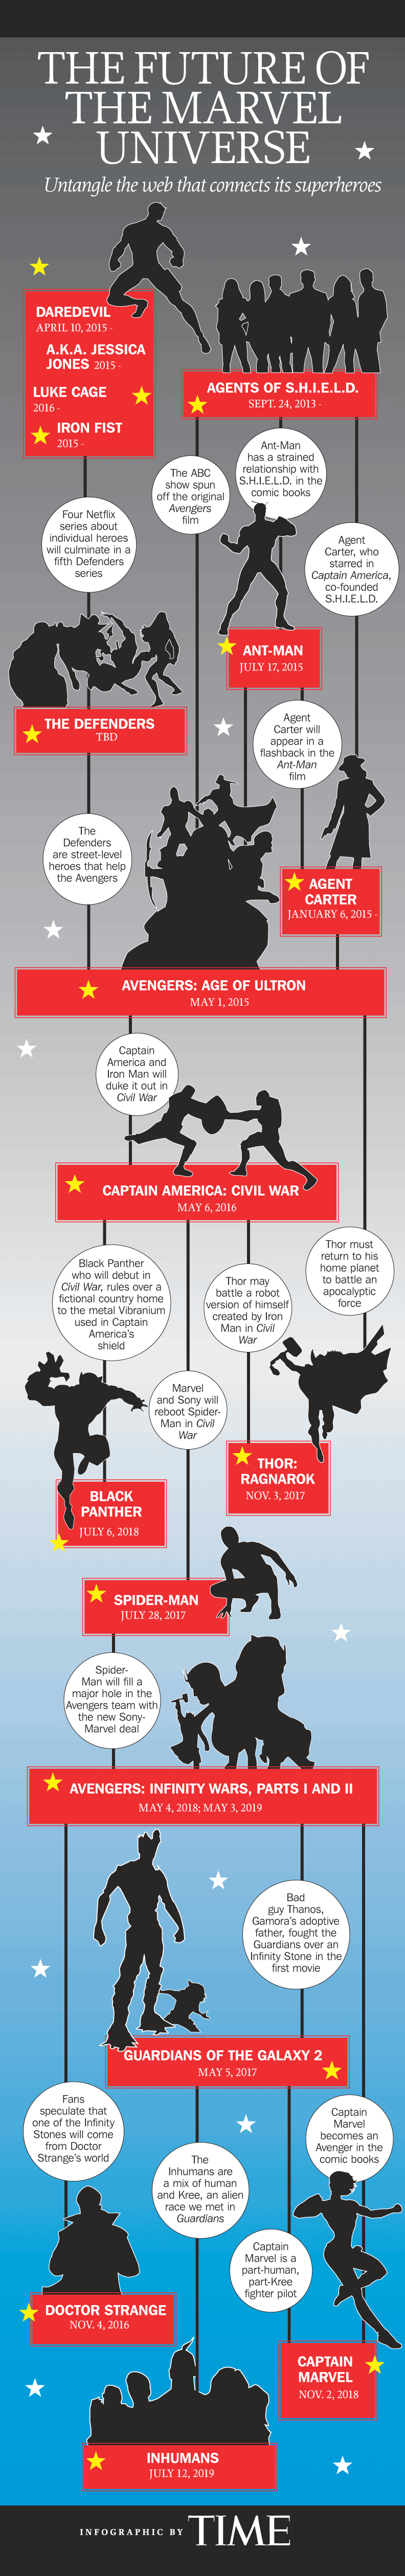 THE FUTURE OF
THE MARVEL
UNIVERSE
Untangle the web that connects its superheroes
DAREDEVIL
APRIL 10, 2015 -
A.K.A. JESSICA
JONES 2015 -
LUKE CAGE
2016 -
IRON FIST
2015 -
AGENTS OF S.H.I.E.L.D.
SEPT. 24, 2013 -
Ant-Man
has a strained
relationship with
S.H.I.E.L.D. in the
comic books
The ABC
show spun
off the original
Avengers
film
Four Netflix
series about
individual heroes
will culminate in a
fifth Defenders
series
Agent
Carter, who
starred in
Captain America,
co-founded
S.H.I.E.L.D.
ANT-MAN
JULY 17, 2015
THE DEFENDERS
TBD
Agent
Carter will
appear in a
flashback in the
Ant-Man
film
The
Defenders
are street-level
heroes that help
the Avengers
AGENT
CARTER
JANUARY 6, 2015 -
AVENGERS: AGE OF ULTRON
MAY 1, 2015
Captain
America and
Iron Man will
duke it out in
Civil War
CAPTAIN AMERICA: CIVIL WAR
MAY 6, 2016
Thor must
return to his
home planet
to battle an
apocalyptic
force
Black Panther
who will debut in
Civil War, rules over a
fictional country home
to the metal Vibranium
used in Captain
America's
shield
Thor may
battle a robot
version of himself
created by Iron
Man in Civil
War
Marvel
and Sony will
reboot Spider-
Man in Civil
War
THOR:
RAGNAROK
NOV. 3, 2017
BLACK
PANTHER
JULY 6, 2018
SPIDER-MAN
JULY 28, 2017
Spider-
Man will fill a
major hole in the
Avengers team with
the new Sony-
Marvel deal
AVENGERS: INFINITY WARS, PARTS I AND II
MAY 4, 2018; MAY 3, 2019
Bad
guy Thanos,
Gamora's adoptive
father, fought the
Guardians over an
Infinity Stone in the
first movie
GUARDIANS OF THE GALAXY 2
MAY 5, 2017
Fans
speculate that
one of the Infinity
Stones will come
from Doctor
Strange's world
Captain
Marvel
becomes an
Avenger in the
comic books
The
Inhumans are
a mix of human
and Kree, an alien
race we met in
Guardians
Captain
Marvel is a
part-human,
part-Kree
fighter pilot
DOCTOR STRANGE
NOV. 4, 2016
CAPTAIN
MARVEL
NOV. 2, 2018
INHUMANS
JULY 12, 2019
INFOGRAPHIC BY TIME